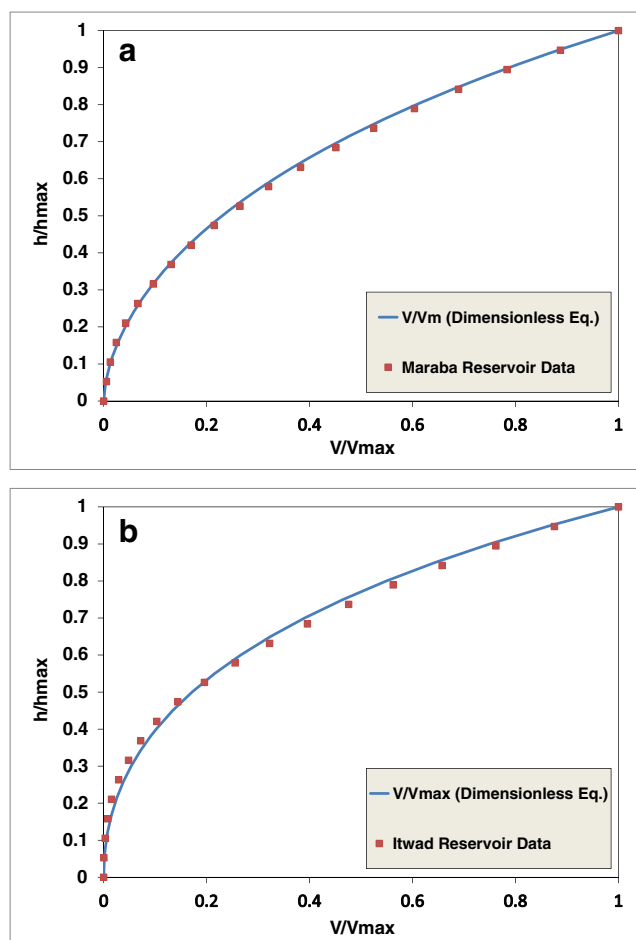 a
1
0.9
0.8
0.7
0.6
0.5
0.4
0.3
0.2
0.1
0
h/hmax
V/Vm (Dimensionless Eq.)
Maraba Reservoir Data
0 0.2 0.4 0.6 0.8 1
V/Vmax
b
1
0.9
0.8
0.7
0.6
0.5
0.4
0.3
0.2
0.1
0
h/hmax
V/Vmax (Dimensionless Eq.)
Itwad Reservoir Data
0 0.2 0.4 0.6 0.8 1
V/Vmax